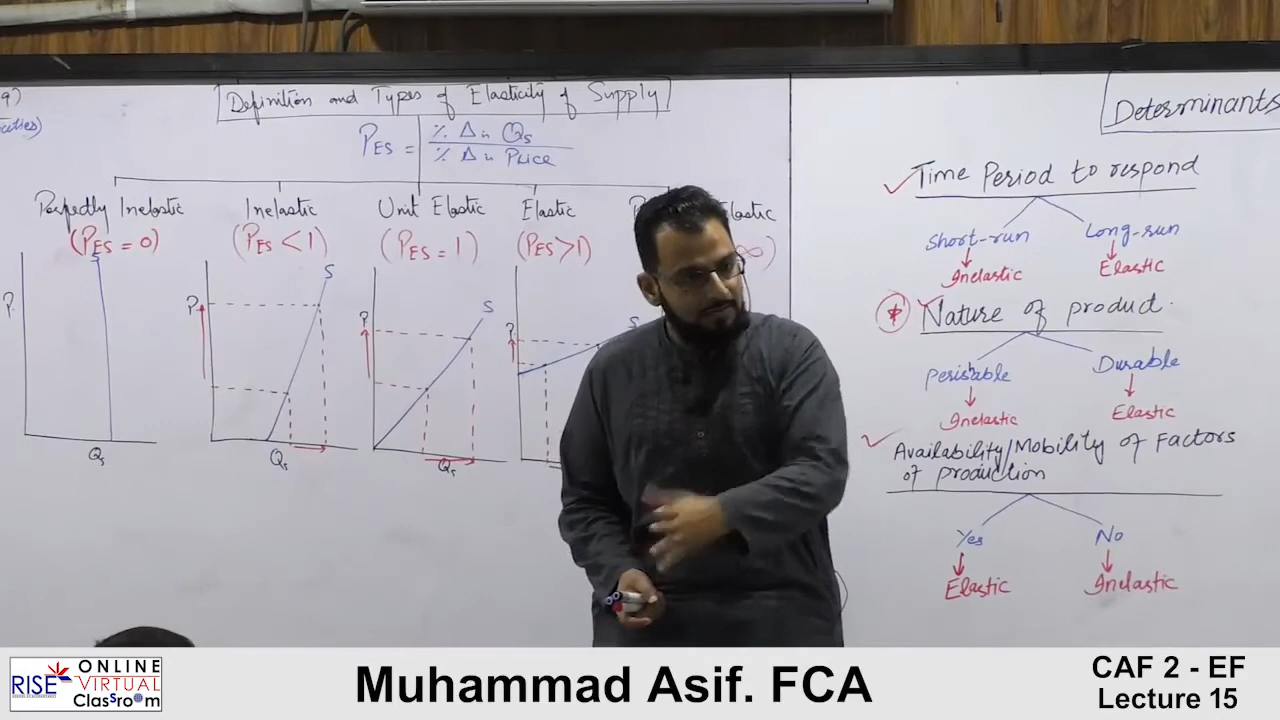 Definition and Types of Elasticity of Supply
PES = % Δ in Qs
% Δ in Price
Perfectly Inelastic
(PES = 0)
S
P
Qs
Inelastic
(PES < 1)
S
P
Qs
Unit Elastic
(PES = 1)
S
P
Qs
Elastic
(PES > 1)
S
P
lastic
∞)
Determinants
Time Period to respond
Short-run Long-run
Inelastic Elastic
Nature of product.
Perisable Durable
Inelastic Elastic
Availability/Mobility of Factors
of production
Yes No
Elastic Inelastic
RISE ONLINE
VIRTUAL
Classroom
Muhammad Asif. FCA
CAF 2 - EF
Lecture 15